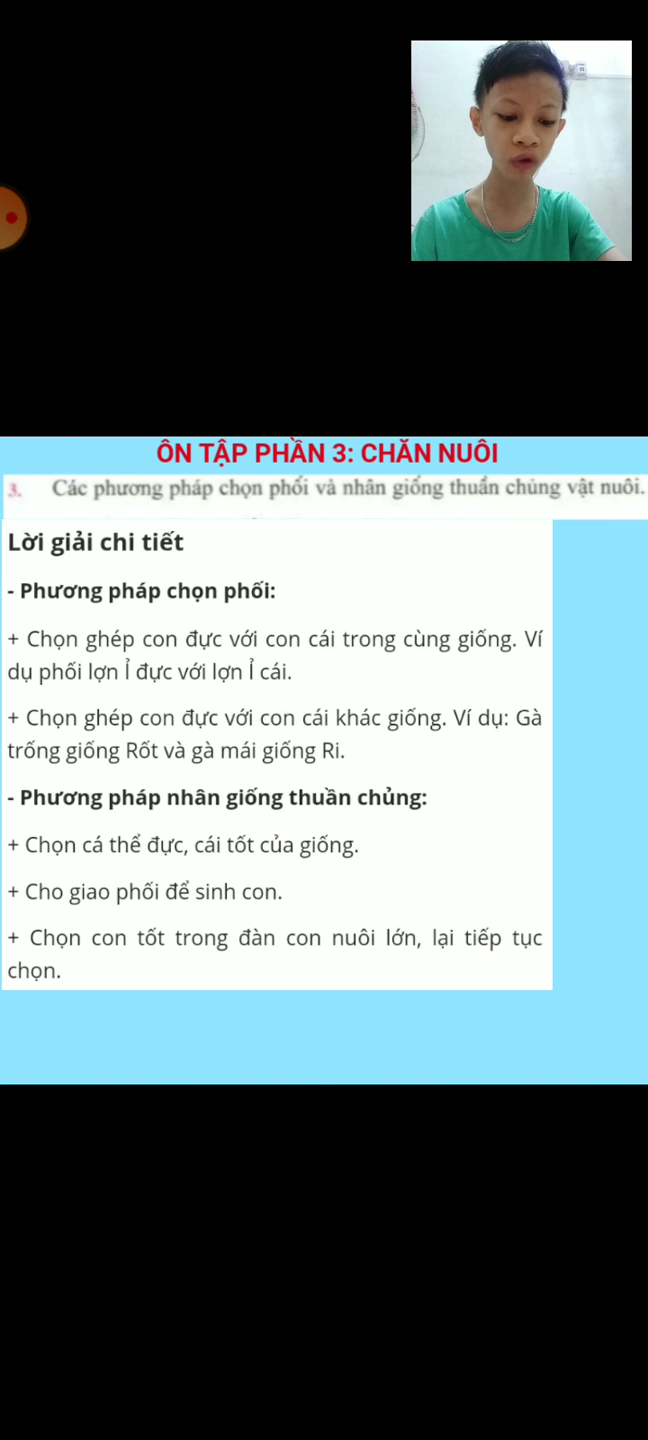 ÔN TẬP PHẦN 3: CHĂN NUÔI
3. Các phương pháp chọn phối và nhân giống thuần chủng vật nuôi.
Lời giải chi tiết
- Phương pháp chọn phối:
+ Chọn ghép con đực với con cái trong cùng giống. Ví
dụ phối lợn Ỉ đực với lợn Ỉ cái.
+ Chọn ghép con đực với con cái khác giống. Ví dụ: Gà
trống giống Rốt và gà mái giống Ri.
- Phương pháp nhân giống thuần chủng:
+ Chọn cá thể đực, cái tốt của giống.
+ Cho giao phối để sinh con.
+ Chọn con tốt trong đàn con nuôi lớn, lại tiếp tục
chọn.